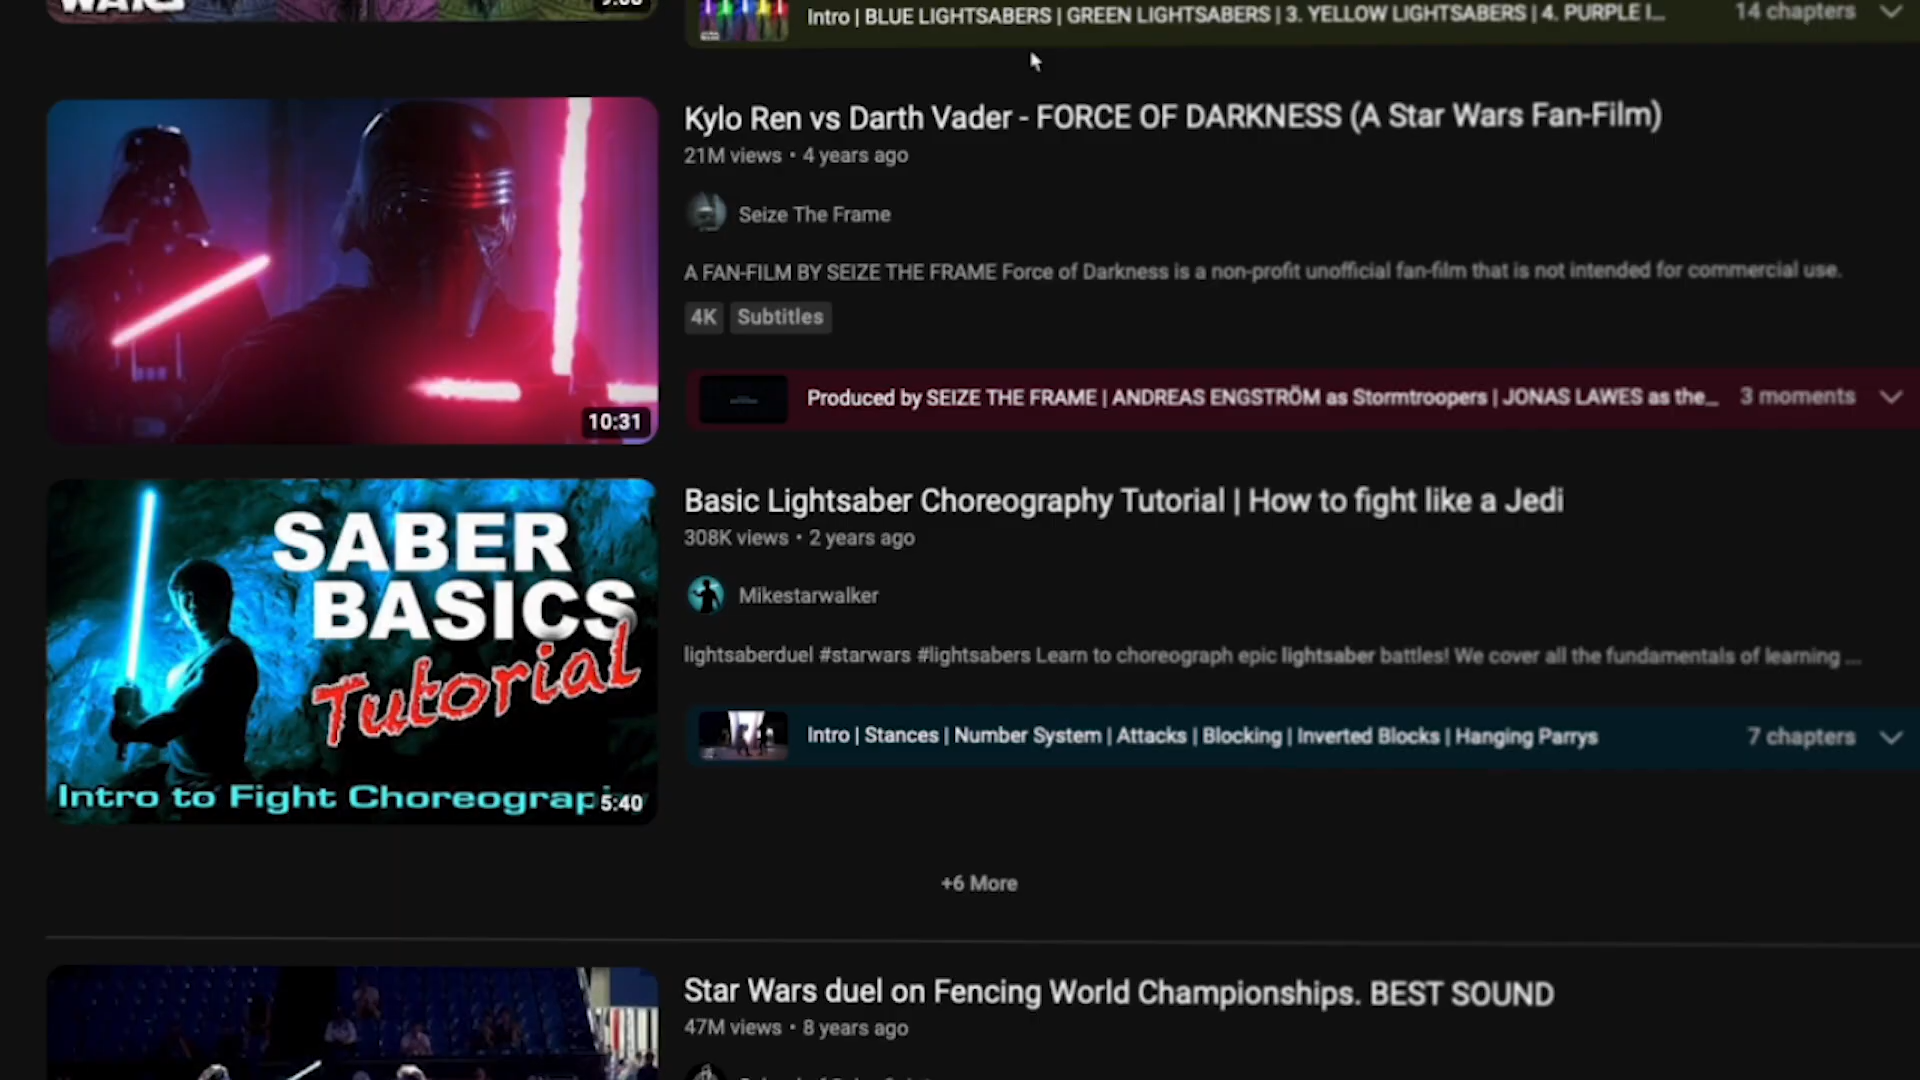 Intro | BLUE LIGHTSABERS | GREEN LIGHTSABERS | 3. YELLOW LIGHTSABERS | 4. PURPLE l...
14 chapters
Kylo Ren vs Darth Vader - FORCE OF DARKNESS (A Star Wars Fan-Film)
21M views • 4 years ago
Seize The Frame
A FAN-FILM BY SEIZE THE FRAME Force of Darkness is a non-profit unofficial fan-film that is not intended for commercial use.
4K
Subtitles
10:31
Produced by SEIZE THE FRAME | ANDREAS ENGSTRÖM as Stormtroopers | JONAS LAWES as the...
3 moments
SABER
BASICS
Tutorial
Intro to Fight Choreograp
5:40
Basic Lightsaber Choreography Tutorial | How to fight like a Jedi
308K views • 2 years ago
Mikestarwalker
lightsaberduel #starwars #lightsabers Learn to choreograph epic lightsaber battles! We cover all the fundamentals of learning ...
Intro | Stances | Number System | Attacks | Blocking | Inverted Blocks | Hanging Parrys
7 chapters
+6 More
Star Wars duel on Fencing World Championships. BEST SOUND
47M views • 8 years ago